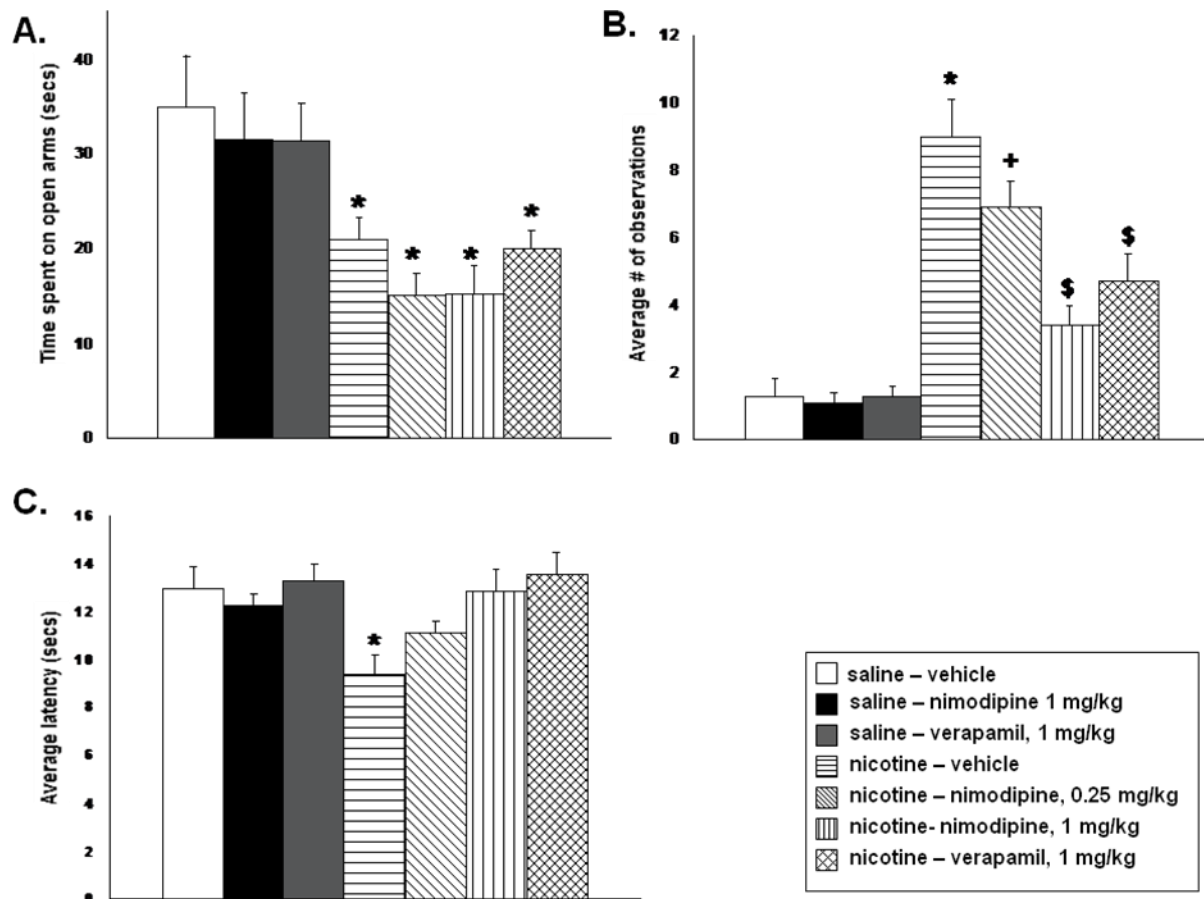 A.
Time spent on open arms (secs)
40
30
20
10
0
*
*
*
*
B.
Average # of observations
12
10
8
6
4
2
0
*
+
$
$
C.
Average latency (secs)
16
14
12
10
8
6
4
2
0
*
saline – vehicle
saline – nimodipine 1 mg/kg
saline – verapamil, 1 mg/kg
nicotine – vehicle
nicotine – nimodipine, 0.25 mg/kg
nicotine- nimodipine, 1 mg/kg
nicotine – verapamil, 1 mg/kg